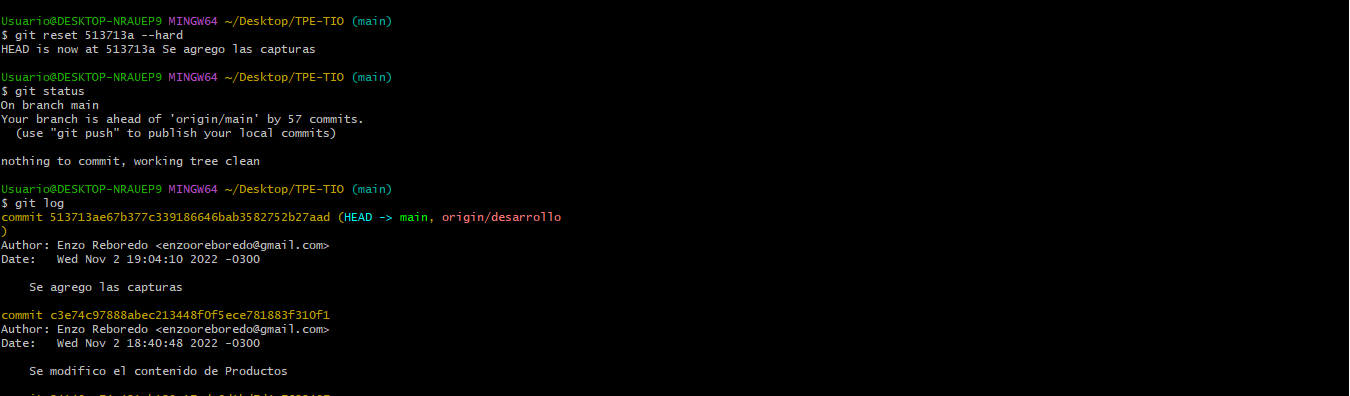 Usuario@DESKTOP-NRAUEP9 MINGW64 ~/Desktop/TPE-TIO (main)
$ git reset 513713a --hard
HEAD is now at 513713a Se agrego las capturas
Usuario@DESKTOP-NRAUEP9 MINGW64 ~/Desktop/TPE-TIO (main)
$ git status
On branch main
Your branch is ahead of 'origin/main' by 57 commits.
(use "git push" to publish your local commits)
nothing to commit, working tree clean
Usuario@DESKTOP-NRAUEP9 MINGW64 ~/Desktop/TPE-TIO (main)
$ git log
commit 513713ae67b377c339186646bab3582752b27aad (HEAD -> main, origin/desarrollo
)
Author: Enzo Reboredo <enzooreboredo@gmail.com>
Date:   Wed Nov 2 19:04:10 2022 -0300
Se agrego las capturas
commit c3e74c97888abec213448f0f5ece781883f310f1
Author: Enzo Reboredo <enzooreboredo@gmail.com>
Date:   Wed Nov 2 18:40:48 2022 -0300
Se modifico el contenido de Productos